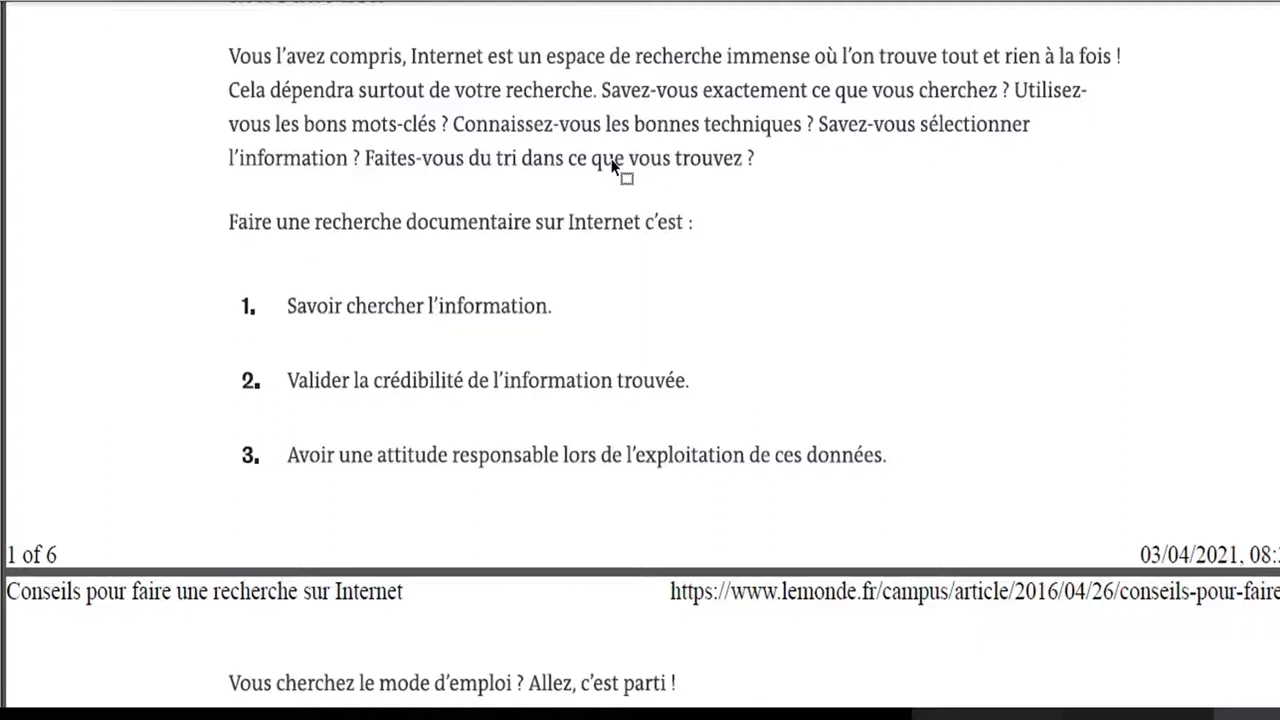 Vous l’avez compris, Internet est un espace de recherche immense où l’on trouve tout et rien à la fois !
Cela dépendra surtout de votre recherche. Savez-vous exactement ce que vous cherchez ? Utilisez-
vous les bons mots-clés ? Connaissez-vous les bonnes techniques ? Savez-vous sélectionner
l’information ? Faites-vous du tri dans ce que vous trouvez ?
Faire une recherche documentaire sur Internet c’est :
1. Savoir chercher l’information.
2. Valider la crédibilité de l’information trouvée.
3. Avoir une attitude responsable lors de l’exploitation de ces données.
1 of 6 03/04/2021, 08:
Conseils pour faire une recherche sur Internet https://www.lemonde.fr/campus/article/2016/04/26/conseils-pour-faire
Vous cherchez le mode d’emploi ? Allez, c’est parti !